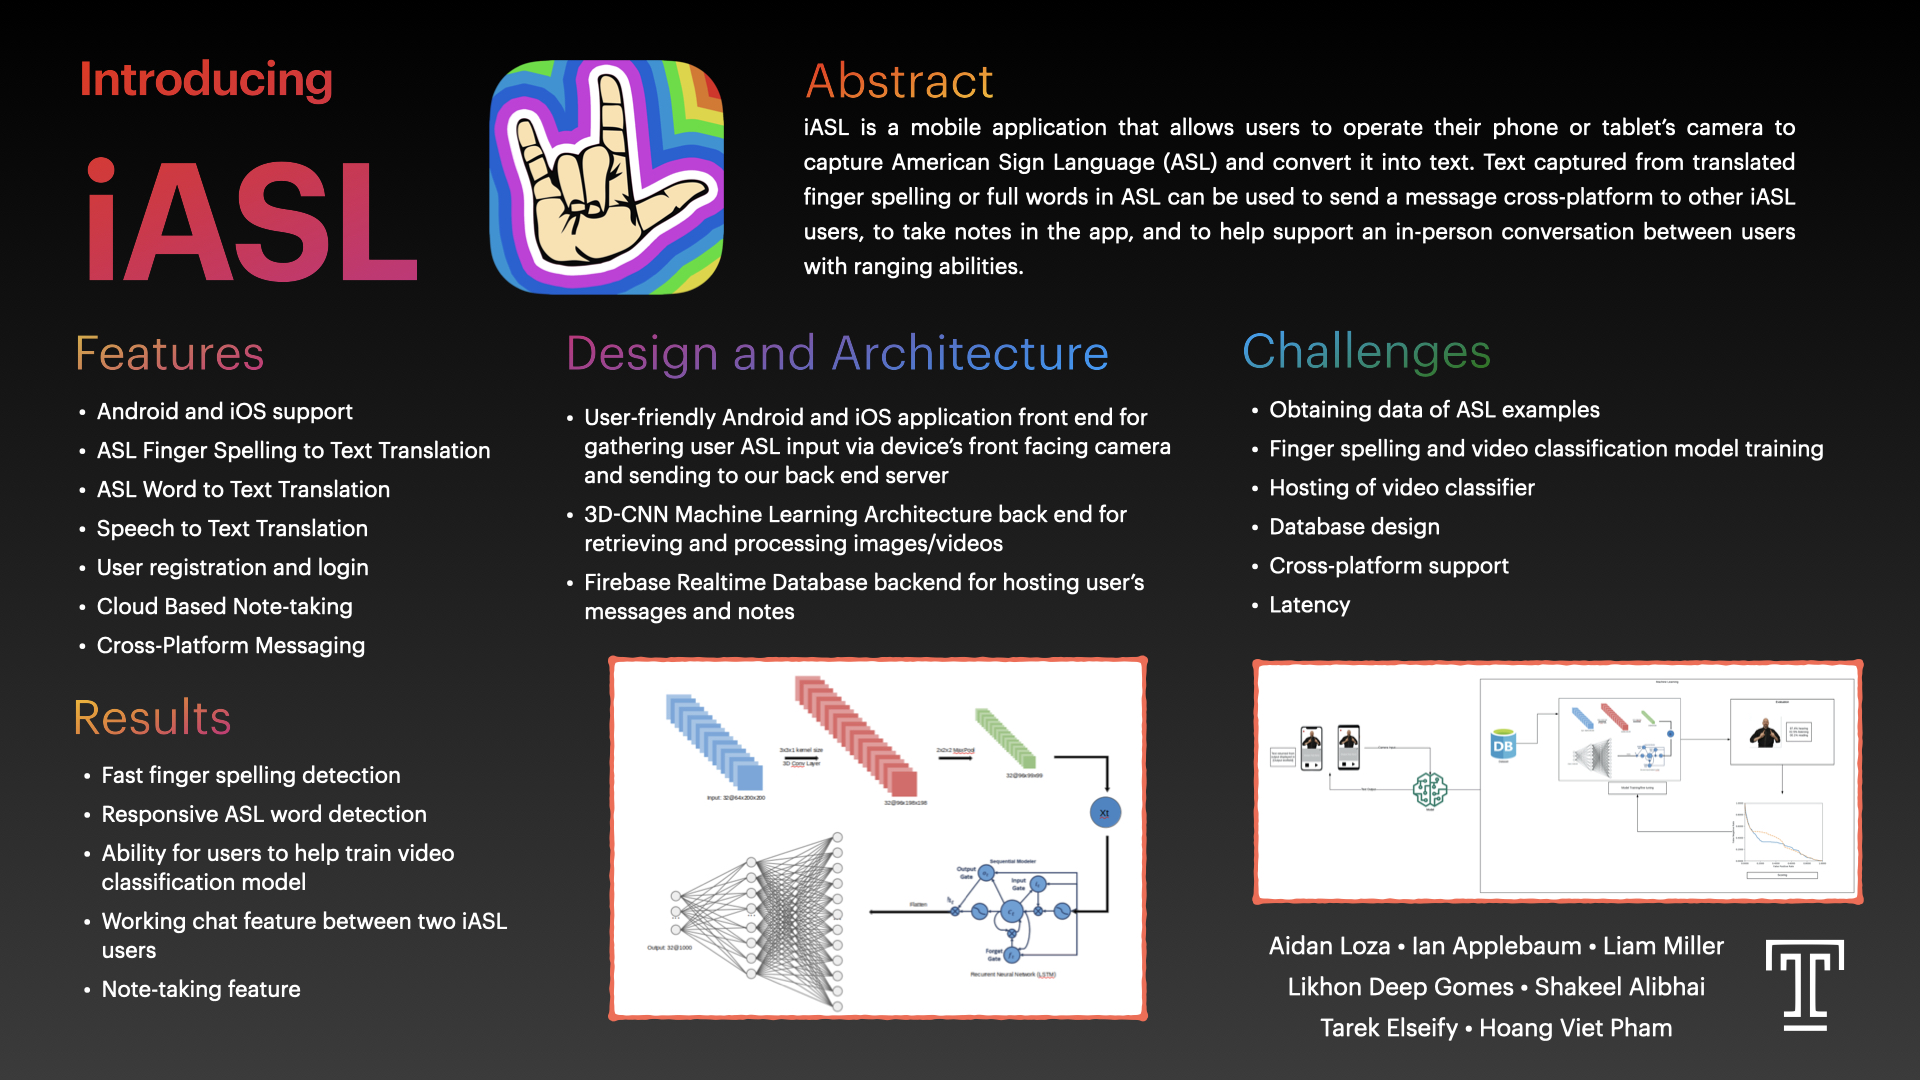 Introducing
iASL
Abstract
iASL is a mobile application that allows users to operate their phone or tablet's camera to
capture American Sign Language (ASL) and convert it into text. Text captured from translated
finger spelling or full words in ASL can be used to send a message cross-platform to other iASL
users, to take notes in the app, and to help support an in-person conversation between users
with ranging abilities.
Features
• Android and iOS support
• ASL Finger Spelling to Text Translation
• ASL Word to Text Translation
• Speech to Text Translation
• User registration and login
• Cloud Based Note-taking
• Cross-Platform Messaging
Results
• Fast finger spelling detection
• Responsive ASL word detection
• Ability for users to help train video
classification model
• Working chat feature between two iASL
users
• Note-taking feature
Design and Architecture
• User-friendly Android and iOS application front end for
gathering user ASL input via device's front facing camera
and sending to our back end server
• 3D-CNN Machine Learning Architecture back end for
retrieving and processing images/videos
• Firebase Realtime Database backend for hosting user's
messages and notes
3x3x1 kernel size
3D Conv Layer
2x2x2 MaxPool
Input: 32@64x200x200
32@96x198x198
32@96x99x99
Xt
Sequential Modeler
Output
Gate
Input
Gate
Flatten
Forget
Gate
Output: 32@1000
Recurrent Neural Network (LSTM)
Challenges
• Obtaining data of ASL examples
• Finger spelling and video classification model training
• Hosting of video classifier
• Database design
• Cross-platform support
• Latency
DB
Aidan Loza • Ian Applebaum • Liam Miller
Likhon Deep Gomes • Shakeel Alibhai
Tarek Elseify • Hoang Viet Pham